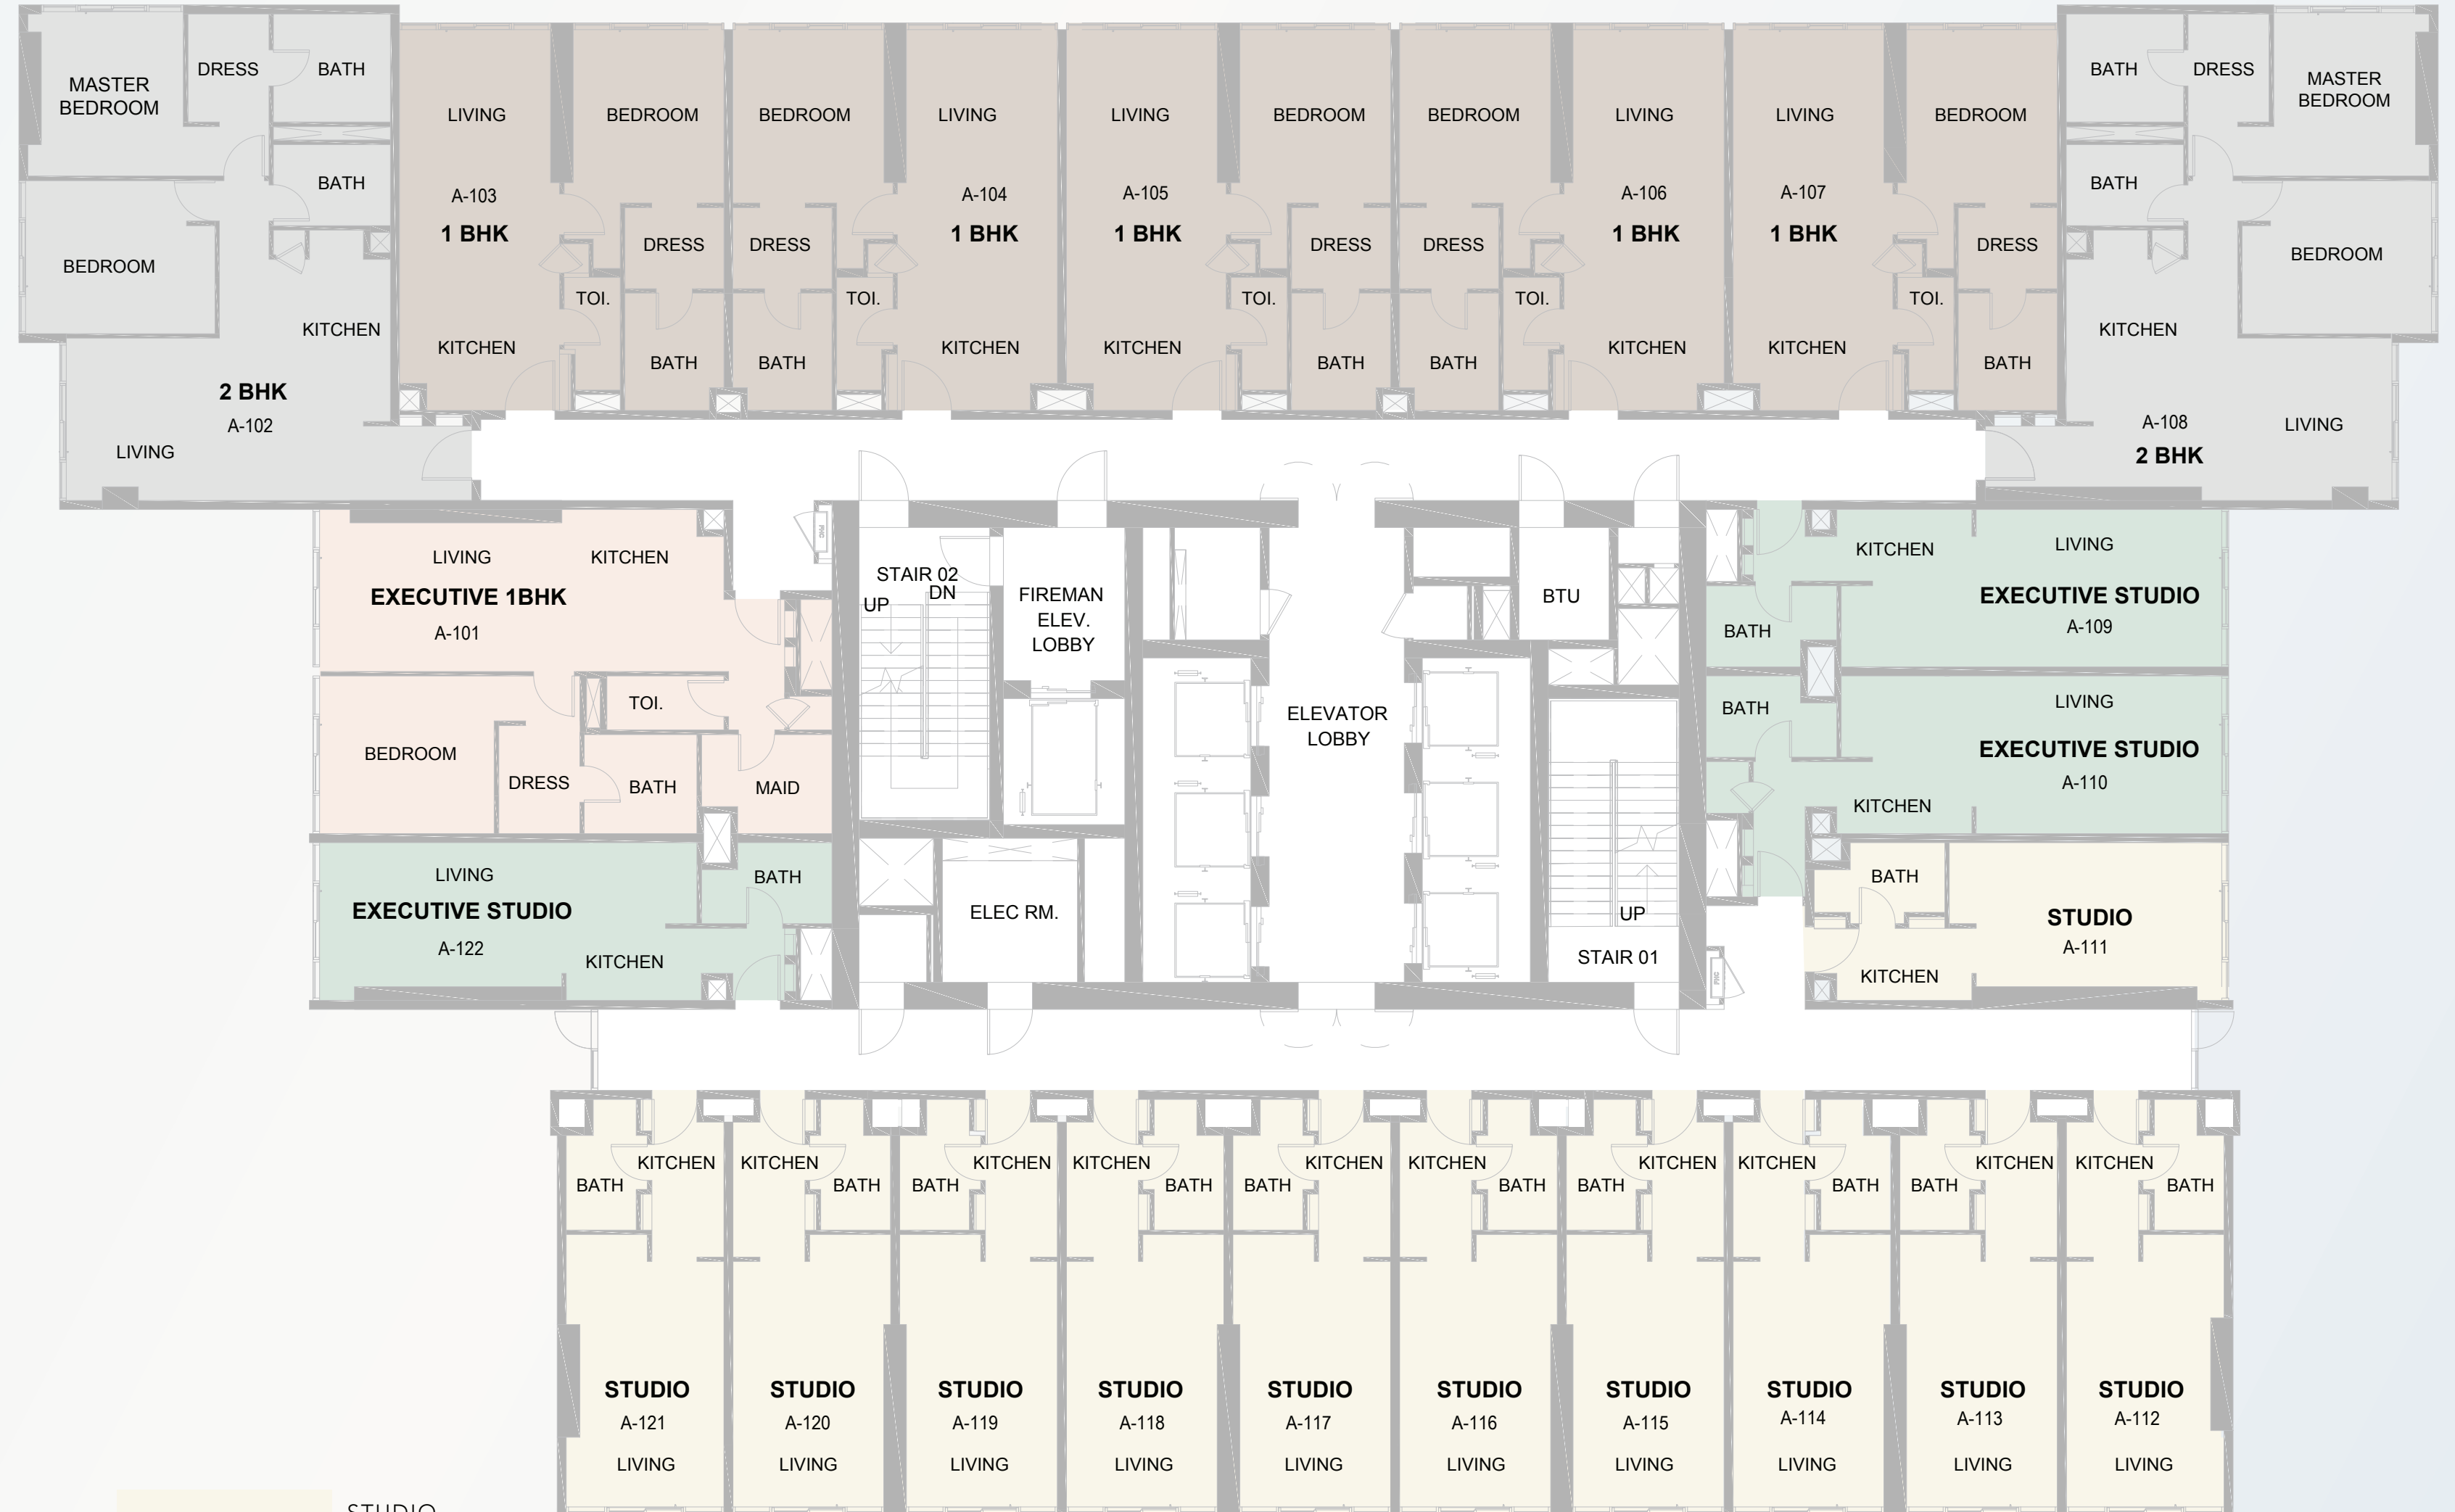 MASTER
BEDROOM
DRESS
BATH
BATH
BEDROOM
KITCHEN
2 BHK
A-102
LIVING
LIVING
A-103
1 BHK
KITCHEN
BEDROOM
DRESS
TOI.
BATH
BEDROOM
DRESS
TOI.
BATH
LIVING
A-104
1 BHK
KITCHEN
LIVING
A-105
1 BHK
KITCHEN
BEDROOM
DRESS
TOI.
BATH
BEDROOM
DRESS
TOI.
BATH
LIVING
A-106
1 BHK
KITCHEN
LIVING
A-107
1 BHK
KITCHEN
BEDROOM
DRESS
TOI.
BATH
BATH
DRESS
MASTER
BEDROOM
BATH
BEDROOM
KITCHEN
A-108
2 BHK
LIVING
LIVING
KITCHEN
EXECUTIVE 1BHK
A-101
TOI.
BEDROOM
DRESS
BATH
MAID
LIVING
BATH
EXECUTIVE STUDIO
A-122
KITCHEN
STAIR 02
DN
UP
FIREMAN
ELEV.
LOBBY
ELEC RM.
ELEVATOR
LOBBY
BTU
UP
STAIR 01
KITCHEN
LIVING
EXECUTIVE STUDIO
A-109
BATH
BATH
LIVING
EXECUTIVE STUDIO
A-110
KITCHEN
BATH
STUDIO
A-111
KITCHEN
KITCHEN
BATH
STUDIO
A-121
LIVING
KITCHEN
BATH
STUDIO
A-120
LIVING
KITCHEN
BATH
STUDIO
A-119
LIVING
KITCHEN
BATH
STUDIO
A-118
LIVING
KITCHEN
BATH
STUDIO
A-117
LIVING
KITCHEN
BATH
STUDIO
A-116
LIVING
KITCHEN
BATH
STUDIO
A-115
LIVING
KITCHEN
BATH
STUDIO
A-114
LIVING
KITCHEN
BATH
STUDIO
A-113
LIVING
KITCHEN
BATH
STUDIO
A-112
LIVING
STUDIO